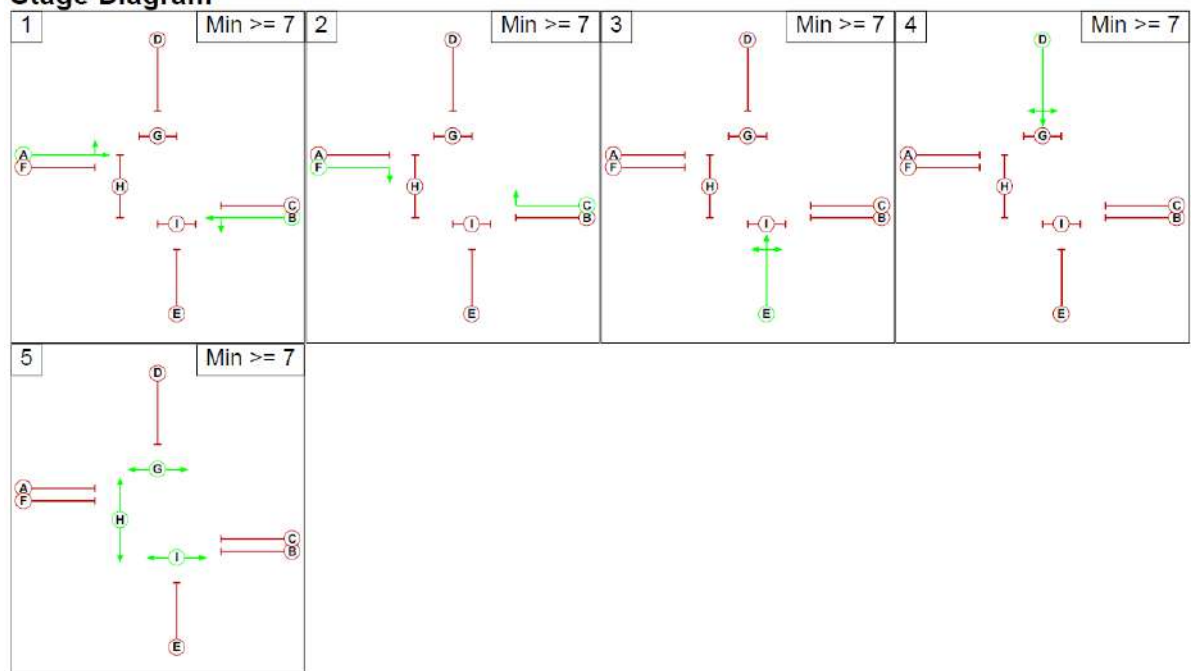 Stage Diagram
1 Min >= 7
D
G
A
F
H
C
I B
E
2 Min >= 7
D
G
A
F
H
C
I B
E
3 Min >= 7
D
G
A
F
H
C
I B
E
4 Min >= 7
D
G
A
F
H
C
I B
E
5 Min >= 7
D
G
A
F
H
C
I B
E